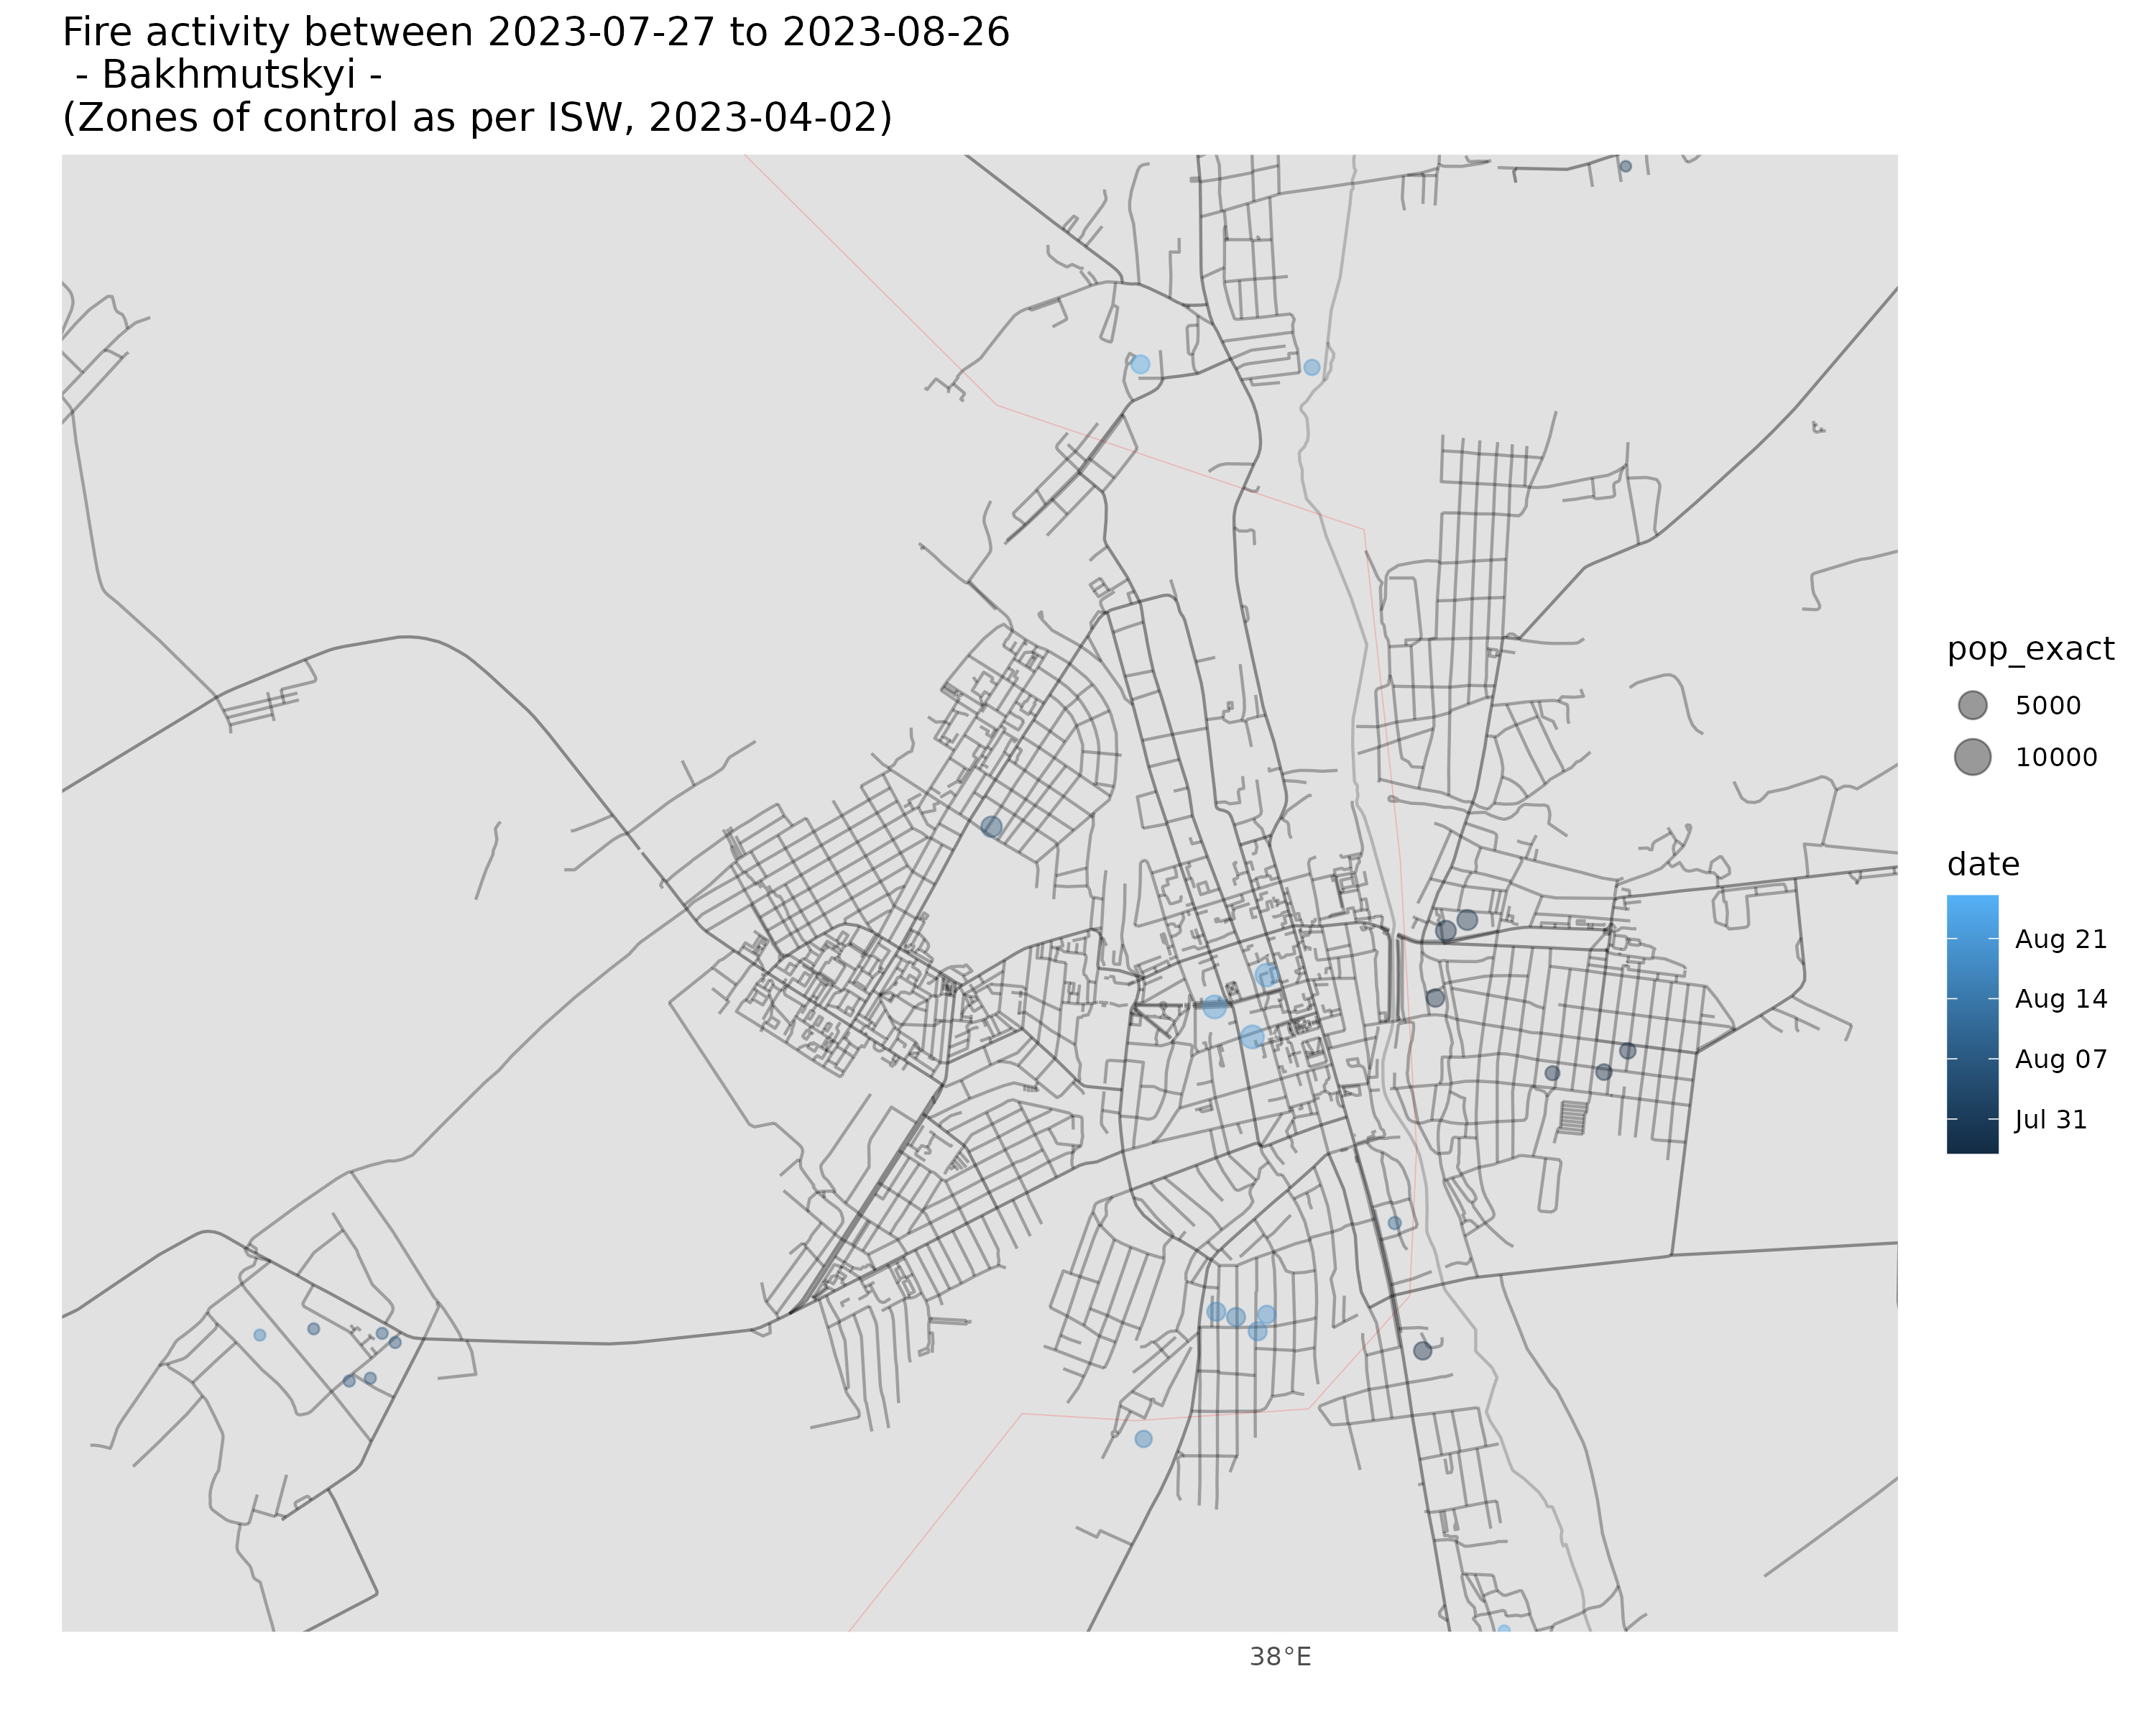 Fire activity between 2023-07-27 to 2023-08-26
- Bakhmutskyi -
(Zones of control as per ISW, 2023-04-02)
pop_exact
5000
10000
date
Aug 21
Aug 14
Aug 07
Jul 31
38°E